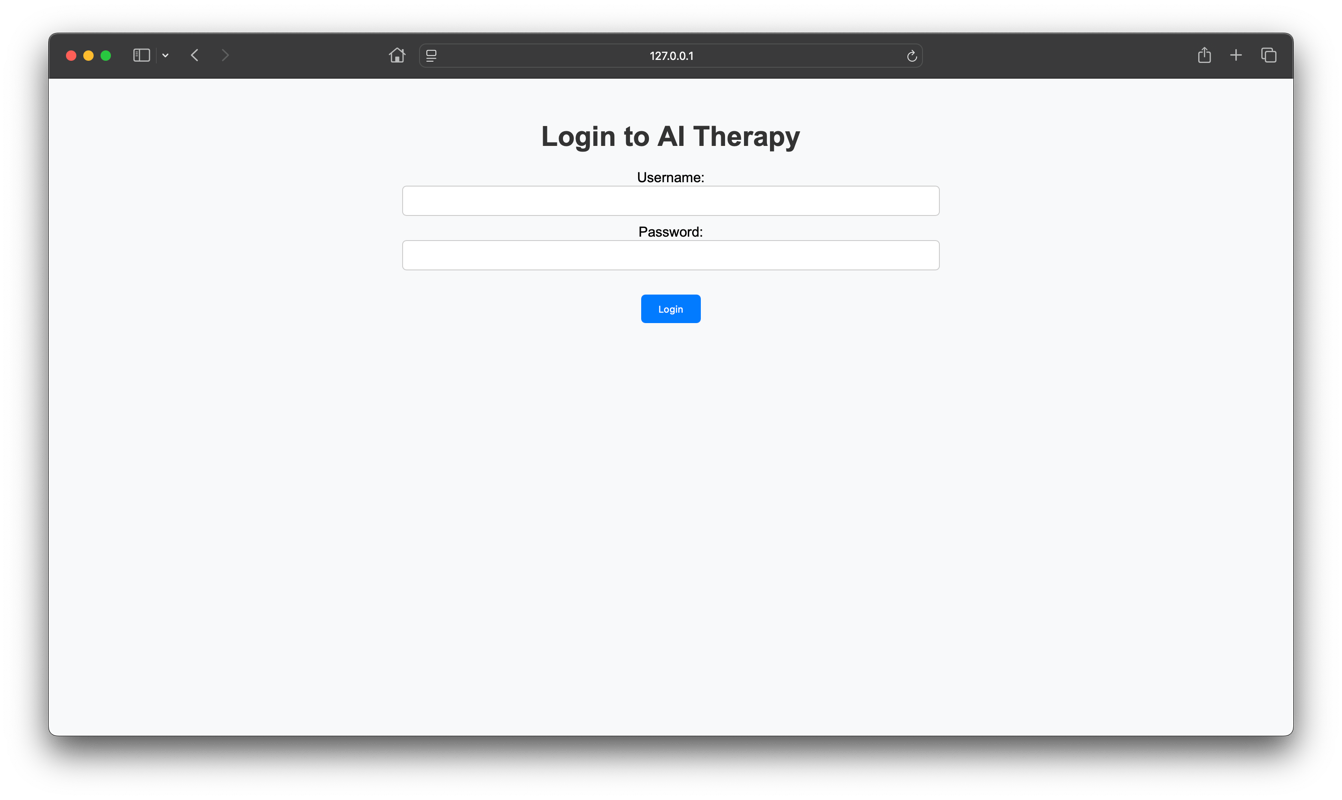 127.0.0.1
Login to AI Therapy
Username:
Password:
Login